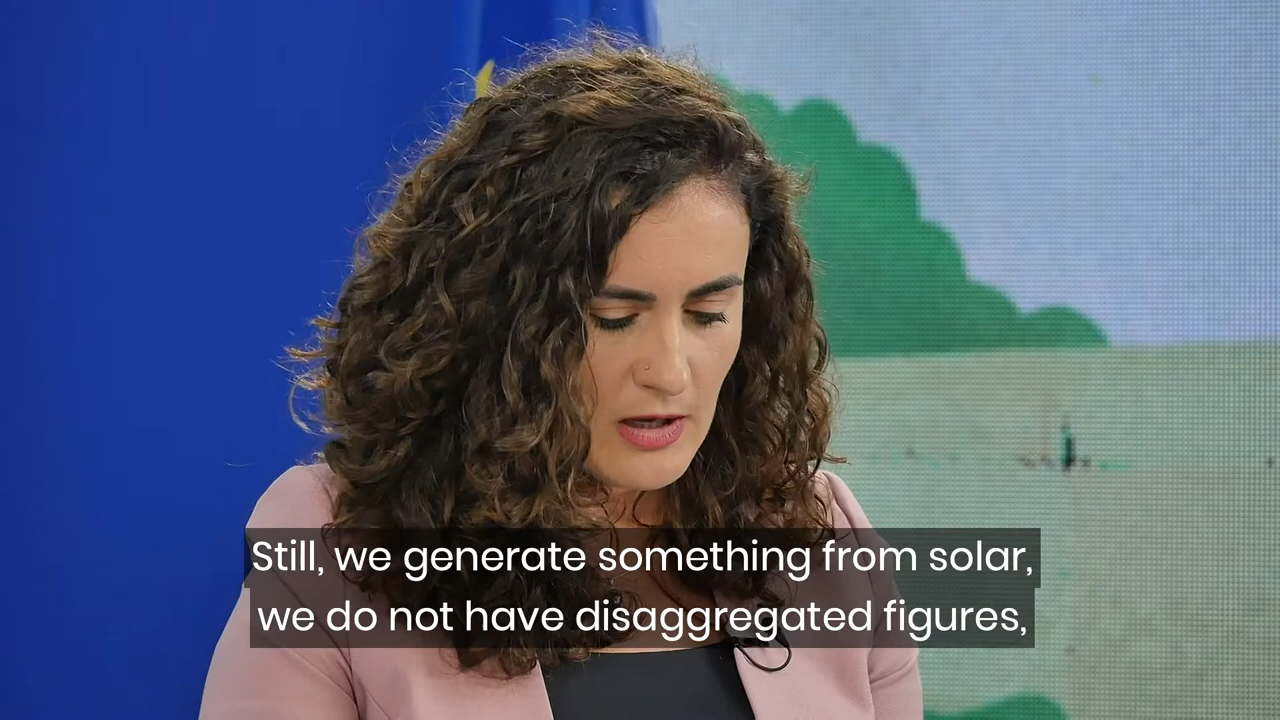 Still, we generate something from solar,
we do not have disaggregated figures,